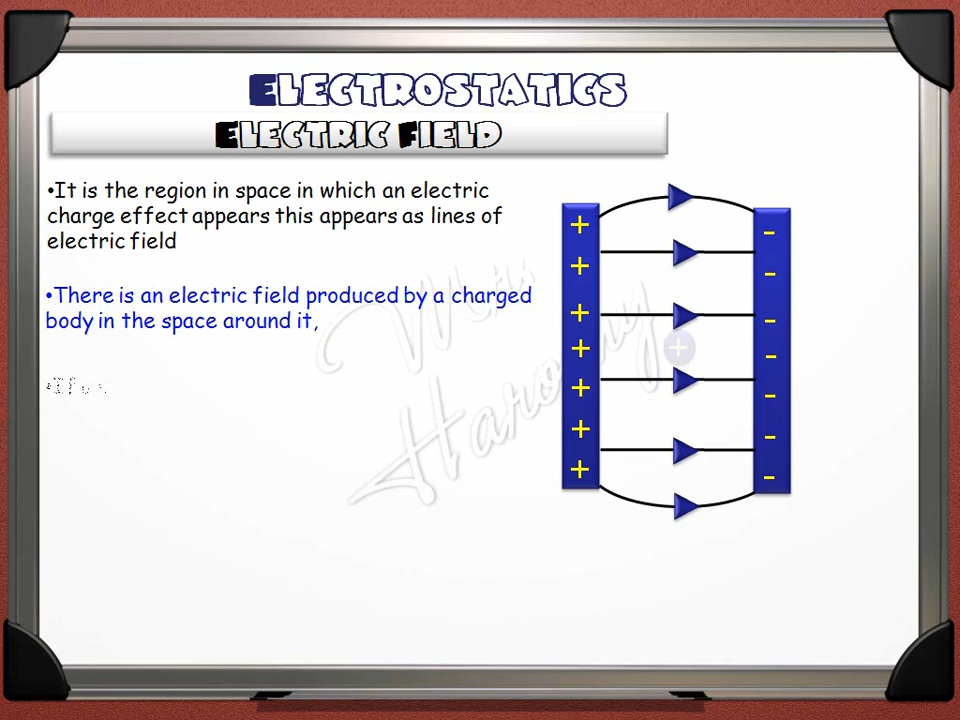 Electrostatics
Electric Field
•It is the region in space in which an electric
charge effect appears this appears as lines of
electric field
•There is an electric field produced by a charged
body in the space around it,
+ -
+ -
+ -
+
+ -
+ -
+ -
+ -
Haromy